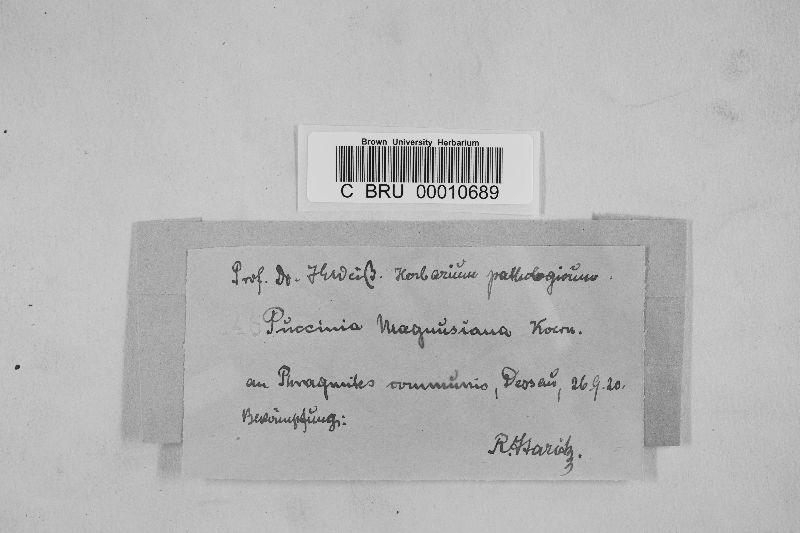 Brown University Herbarium
C BRU 00010689
Prof. Dr. Herbarium pathologicum.
Puccinia Magnusiana Koern.
an Phragmites communis, Dessau, 26.9.20.
Bekämpfung:
R. Staritz.